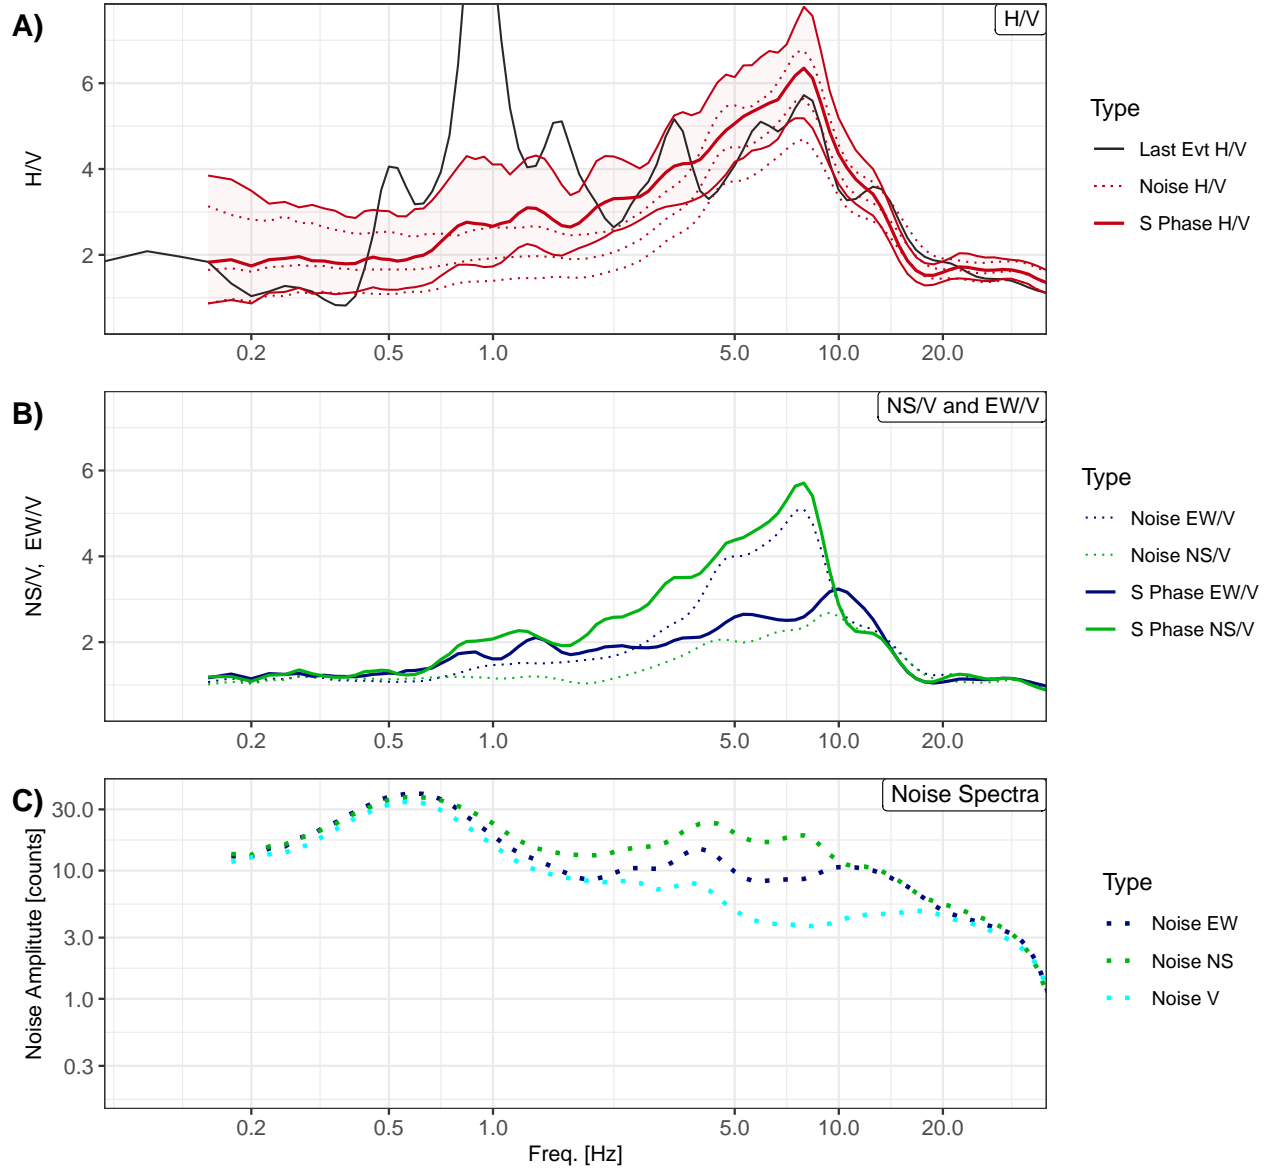 A)
H/V
H/V
6
4
2
0.2 0.5 1.0 5.0 10.0 20.0
Type
Last Evt H/V
Noise H/V
S Phase H/V
B)
NS/V and EW/V
NS/V, EW/V
6
4
2
0.2 0.5 1.0 5.0 10.0 20.0
Type
Noise EW/V
Noise NS/V
S Phase EW/V
S Phase NS/V
C)
Noise Spectra
Noise Amplitude [counts]
30.0
10.0
3.0
1.0
0.3
0.2 0.5 1.0 5.0 10.0 20.0
Freq. [Hz]
Type
Noise EW
Noise NS
Noise V